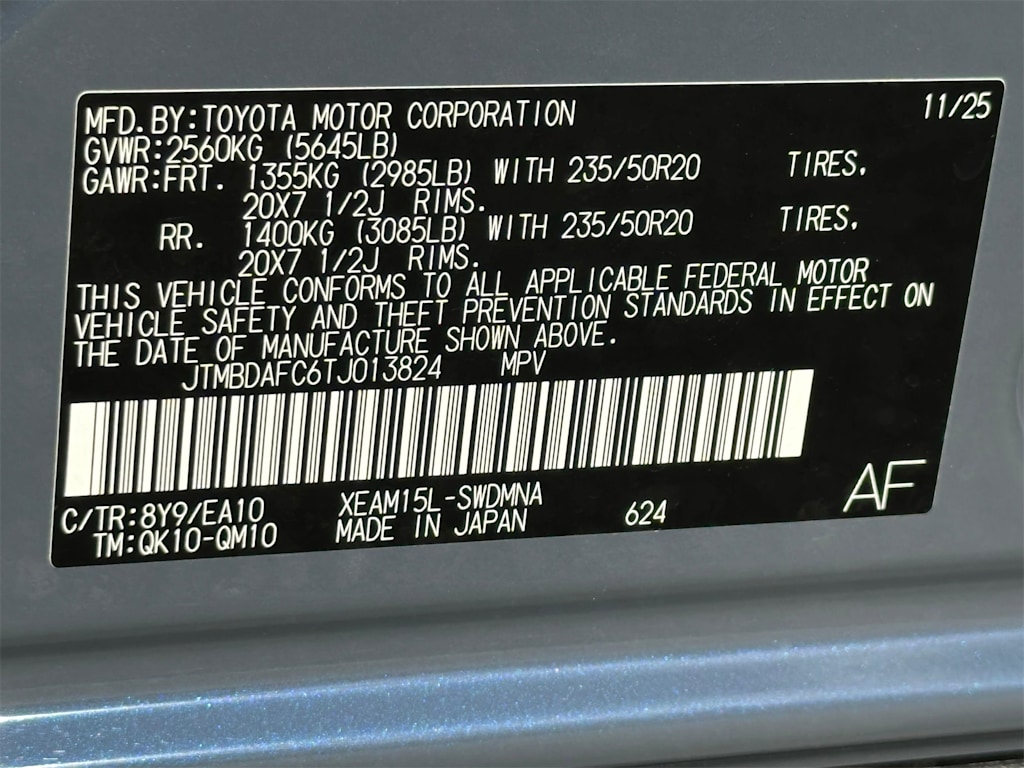 MFD. BY: TOYOTA MOTOR CORPORATION 11/25
GVWR: 2560KG (5645LB)
GAWR: FRT. 1355KG (2985LB) WITH 235/50R20 TIRES,
20X7 1/2J RIMS.
RR. 1400KG (3085LB) WITH 235/50R20 TIRES,
20X7 1/2J RIMS.
THIS VEHICLE CONFORMS TO ALL APPLICABLE FEDERAL MOTOR
VEHICLE SAFETY AND THEFT PREVENTION STANDARDS IN EFFECT ON
THE DATE OF MANUFACTURE SHOWN ABOVE.
JTMBDAFC6TJ013824 MPV
C/TR: 8Y9/EA10 XEAM15L-SWDMNA
TM: QK10-QM10 MADE IN JAPAN 624 AF